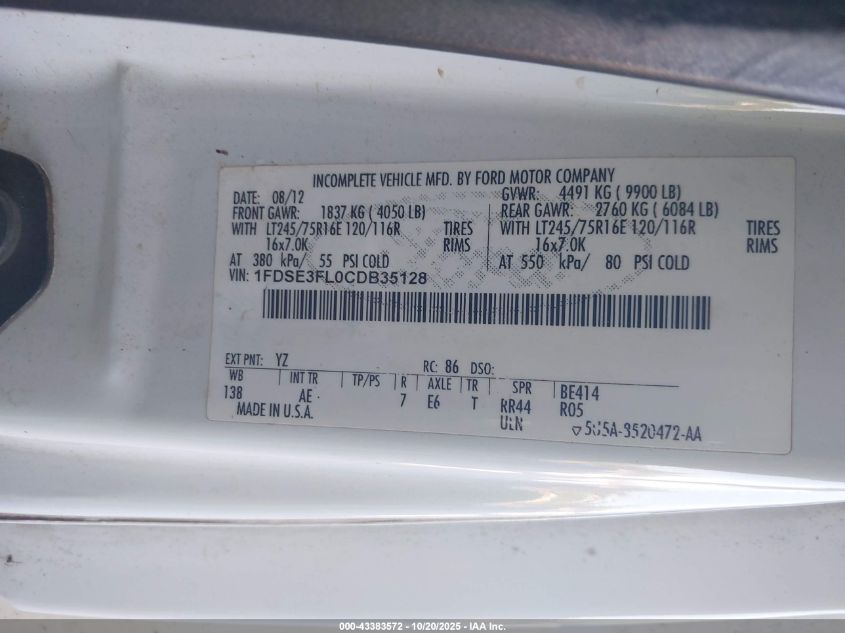 INCOMPLETE VEHICLE MFD. BY FORD MOTOR COMPANY
DATE: 08/12 GVWR: 4491 KG ( 9900 LB)
FRONT GAWR: 1837 KG ( 4050 LB) REAR GAWR: 2760 KG ( 6084 LB)
WITH LT245/75R16E 120/116R TIRES WITH LT245/75R16E 120/116R TIRES
16x7.0K RIMS 16x7.0K RIMS
AT 380 kPa/ 55 PSI COLD AT 550 kPa/ 80 PSI COLD
VIN: 1FDSE3FL0CDB35128
EXT PNT: YZ RC: 86 DSO:
WB INT TR TP/PS R AXLE TR SPR BE414
138 AE 7 E6 T RR44 R05
MADE IN U.S.A. ULN
000-43383572 - 10/20/2025 - IAA Inc.